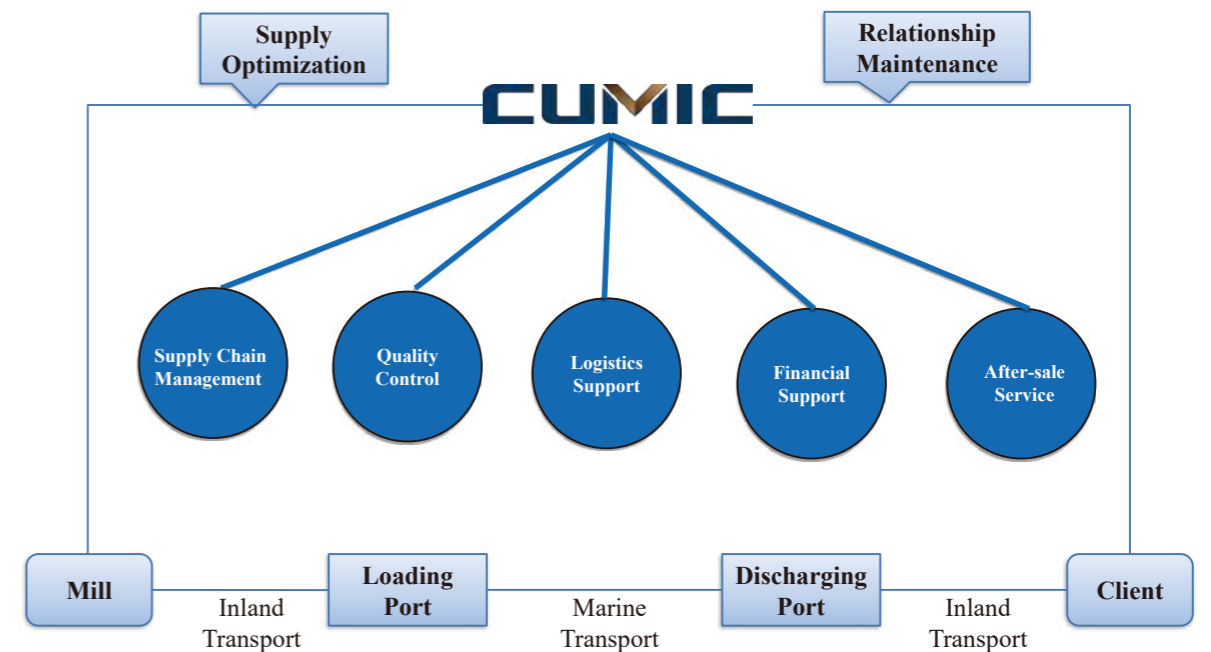 Supply
Optimization
Relationship
Maintenance
CUMIC
Supply Chain
Management
Quality
Control
Logistics
Support
Financial
Support
After-sale
Service
Mill
Inland
Transport
Loading
Port
Marine
Transport
Discharging
Port
Inland
Transport
Client